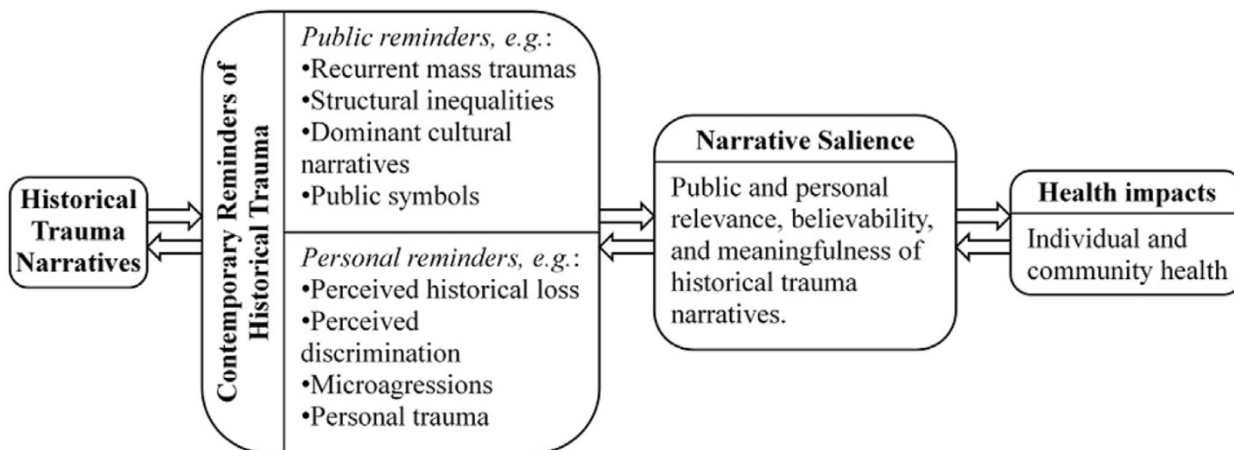 Historical
Trauma
Narratives
Contemporary Reminders of
Historical Trauma
Public reminders, e.g.:
•Recurrent mass traumas
•Structural inequalities
•Dominant cultural
narratives
•Public symbols
Personal reminders, e.g.:
•Perceived historical loss
•Perceived
discrimination
•Microagressions
•Personal trauma
Narrative Salience
Public and personal
relevance, believability,
and meaningfulness of
historical trauma
narratives.
Health impacts
Individual and
community health